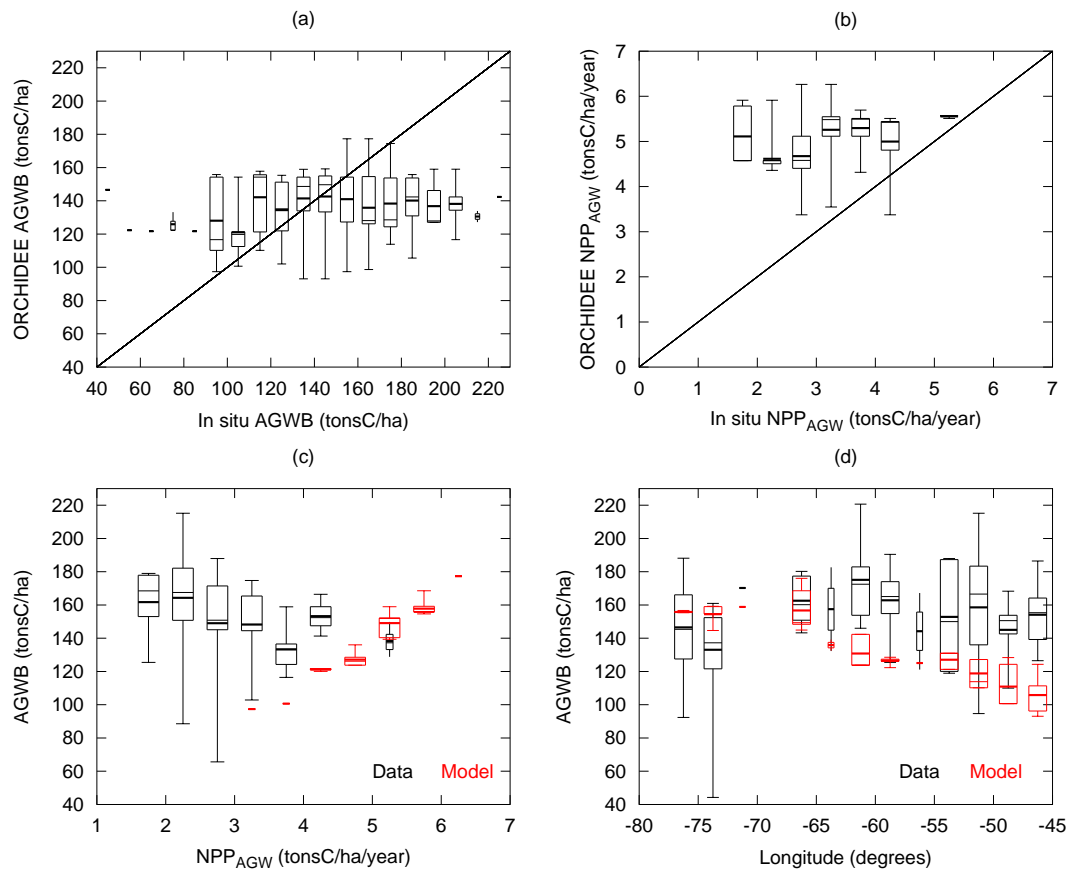 (a)
(b)
ORCHIDEE AGWB (tonsC/ha)
220
200
180
160
140
120
100
80
60
40
40 60 80 100 120 140 160 180 200 220
In situ AGWB (tonsC/ha)
ORCHIDEE NPP_AGW (tonsC/ha/year)
7
6
5
4
3
2
1
0
0 1 2 3 4 5 6 7
In situ NPP_AGW (tonsC/ha/year)
(c)
(d)
AGWB (tonsC/ha)
220
200
180
160
140
120
100
80
60
40
Data Model
1 2 3 4 5 6 7
NPP_AGW (tonsC/ha/year)
AGWB (tonsC/ha)
220
200
180
160
140
120
100
80
60
40
Data Model
-80 -75 -70 -65 -60 -55 -50 -45
Longitude (degrees)